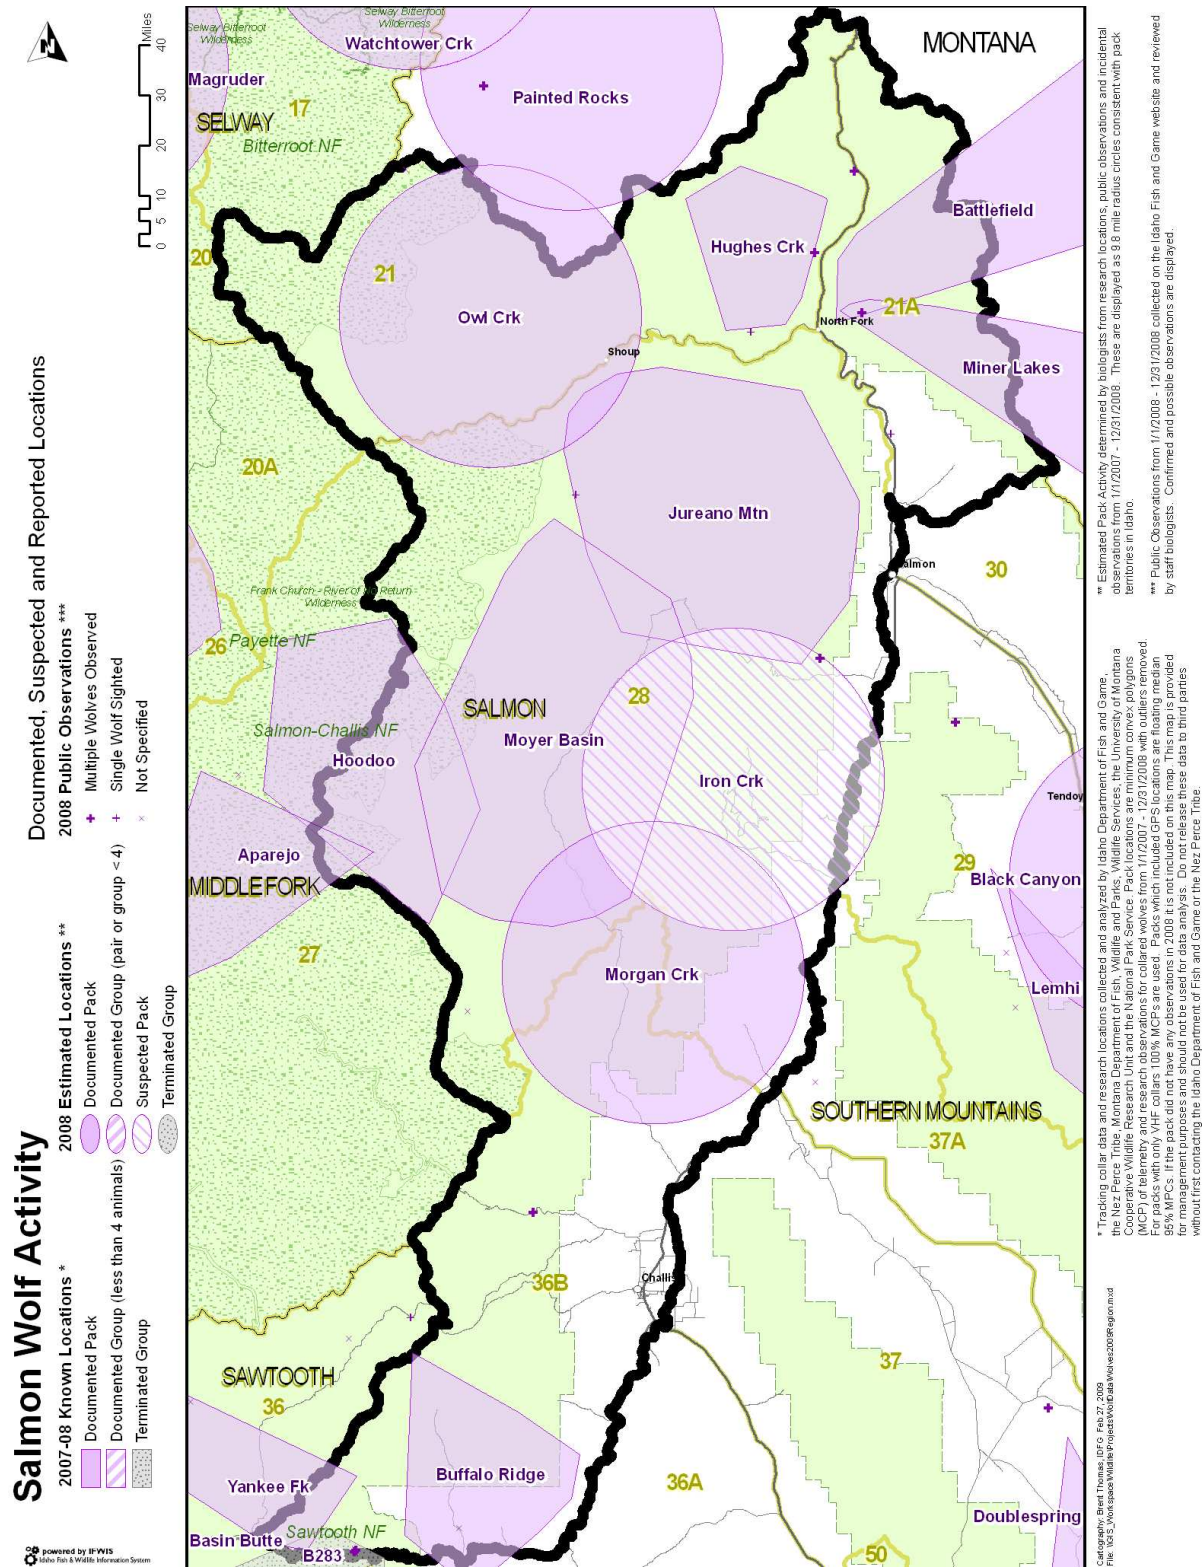 Salmon Wolf Activity
Documented, Suspected and Reported Locations
2007-08 Known Locations *
Documented Pack
Documented Group (less than 4 animals)
Terminated Group
2008 Estimated Locations **
Documented Pack
Documented Group (pair or group < 4)
Suspected Pack
Terminated Group
2008 Public Observations ***
Multiple Wolves Observed
Single Wolf Sighted
Not Specified
0 5 10 20 30 40
Miles
N
powered by IFWIS
Idaho Fish & Wildlife Information System
Selway Bitterroot
Wilderness
Selway Bitterroot
Wilderness
Watchtower Crk
MONTANA
Magruder
Painted Rocks
17
SELWAY
Bitterroot NF
Battlefield
Hughes Crk
20
21
21A
Owl Crk
North Fork
Shoup
Miner Lakes
20A
Jureano Mtn
30
Salmon
Frank Church - River of No Return
Wilderness
26
Payette NF
28
SALMON
Salmon-Challis NF
Moyer Basin
Hoodoo
Iron Crk
Tendoy
Aparejo
29
MIDDLE FORK
Black Canyon
27
Morgan Crk
Lemhi
SOUTHERN MOUNTAINS
37A
36B
Challis
37
SAWTOOTH
36
Buffalo Ridge
Yankee Fk
36A
Doublespring
Sawtooth NF
Basin Butte
B283
50
* Tracking collar data and research locations collected and analyzed by Idaho Department of Fish and Game,
the Nez Perce Tribe, Montana Department of Fish, Wildlife and Parks, Wildlife Services, the University of Montana
Cooperative Wildlife Research Unit and the National Park Service. Pack locations are minimum convex polygons
(MCP) of telemetry and research observations for collared wolves from 1/1/2007 - 12/31/2008 with outliers removed.
For packs with only VHF collars 100% MCPs are used. Packs which included GPS locations are floating median
95% MPCs. If the pack did not have any observations in 2008 it is not included on this map. This map is provided
for management purposes and should not be used for data analysis. Do not release these data to third parties
without first contacting the Idaho Department of Fish and Game or the Nez Perce Tribe.
** Estimated Pack Activity determined by biologists from research locations, public observations and incidental
observations from 1/1/2007 - 12/31/2008. These are displayed as 9.8 mile radius circles consistent with pack
territories in Idaho.
*** Public Observations from 1/1/2008 - 12/31/2008 collected on the Idaho Fish and Game website and reviewed
by staff biologists. Confirmed and possible observations are displayed.
Cartography: Brent Thomas, IDFG Feb 27, 2009